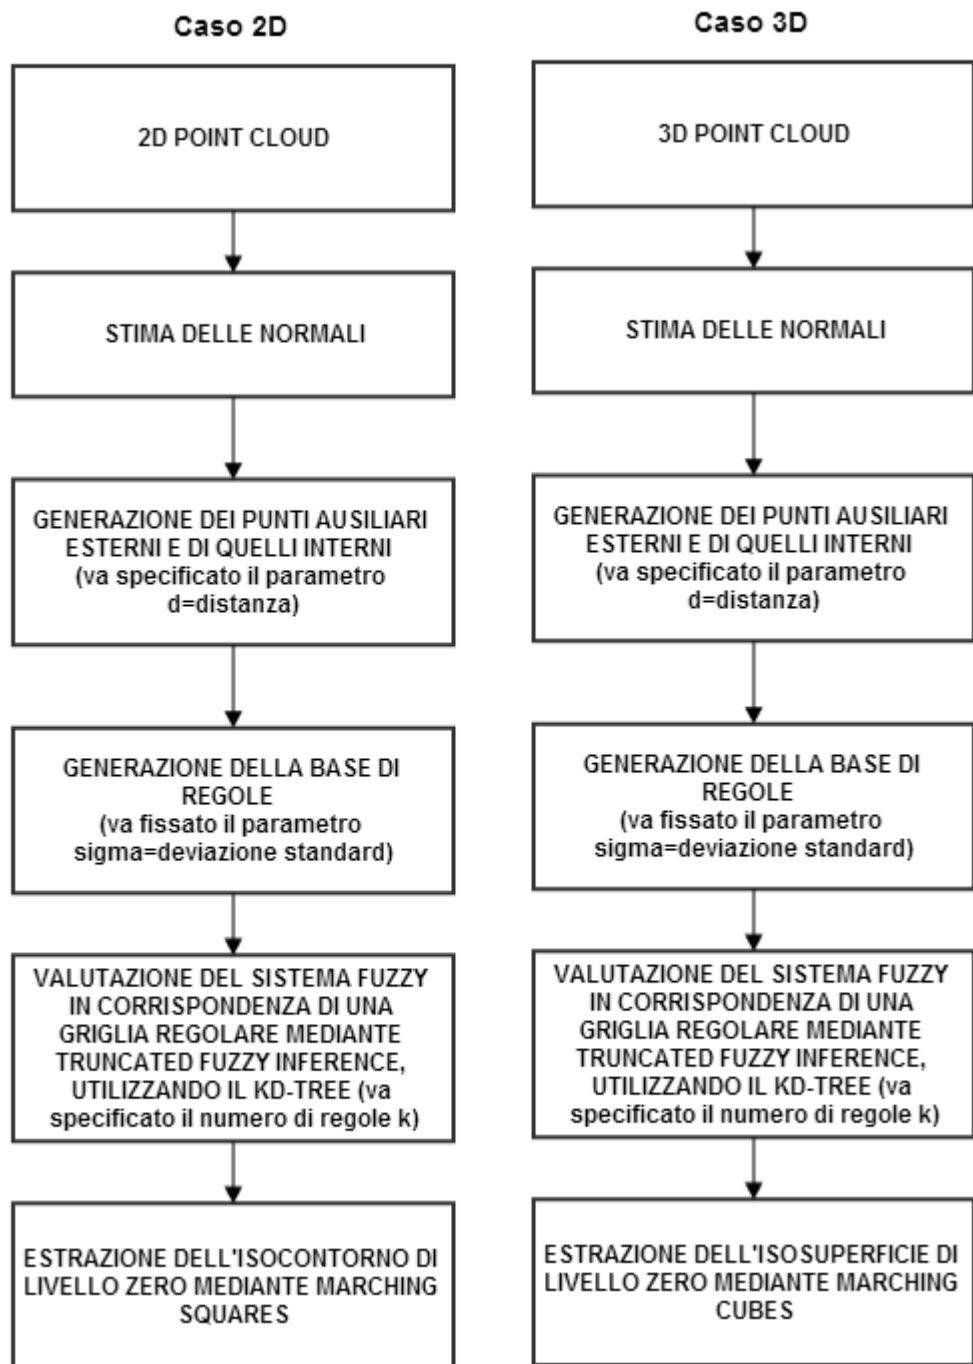 Caso 2D
2D POINT CLOUD
STIMA DELLE NORMALI
GENERAZIONE DEI PUNTI AUSILIARI
ESTERNI E DI QUELLI INTERNI
(va specificato il parametro
d=distanza)
GENERAZIONE DELLA BASE DI
REGOLE
(va fissato il parametro
sigma=deviazione standard)
VALUTAZIONE DEL SISTEMA FUZZY
IN CORRISPONDENZA DI UNA
GRIGLIA REGOLARE MEDIANTE
TRUNCATED FUZZY INFERENCE,
UTILIZZANDO IL KD-TREE (va
specificato il numero di regole k)
ESTRAZIONE DELL'ISOCONTORNO DI
LIVELLO ZERO MEDIANTE MARCHING
SQUARES
Caso 3D
3D POINT CLOUD
STIMA DELLE NORMALI
GENERAZIONE DEI PUNTI AUSILIARI
ESTERNI E DI QUELLI INTERNI
(va specificato il parametro
d=distanza)
GENERAZIONE DELLA BASE DI
REGOLE
(va fissato il parametro
sigma=deviazione standard)
VALUTAZIONE DEL SISTEMA FUZZY
IN CORRISPONDENZA DI UNA
GRIGLIA REGOLARE MEDIANTE
TRUNCATED FUZZY INFERENCE,
UTILIZZANDO IL KD-TREE (va
specificato il numero di regole k)
ESTRAZIONE DELL'ISOSUPERFICIE DI
LIVELLO ZERO MEDIANTE MARCHING
CUBES